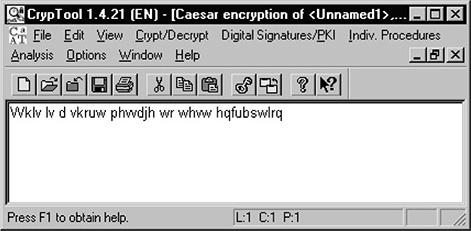 CrypTool 1.4.21 (EN) - [Caesar encryption of <Unnamed1>,...
File Edit View Crypt/Decrypt Digital Signatures/PKI Indiv. Procedures
Analysis Options Window Help
Wklv lv d vkruw phwdjh wr whvw hqfubswlrq
Press F1 to obtain help. L:1 C:1 P:1